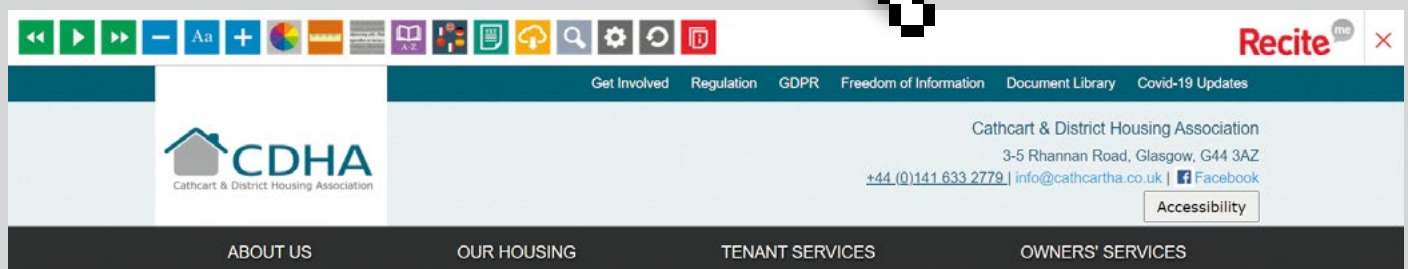 Aa
A-Z
Recite me
Get Involved Regulation GDPR Freedom of Information Document Library Covid-19 Updates
CDHA
Cathcart & District Housing Association
Cathcart & District Housing Association
3-5 Rhannan Road, Glasgow, G44 3AZ
+44 (0)141 633 2779 | info@cathcartha.co.uk | Facebook
Accessibility
ABOUT US OUR HOUSING TENANT SERVICES OWNERS' SERVICES